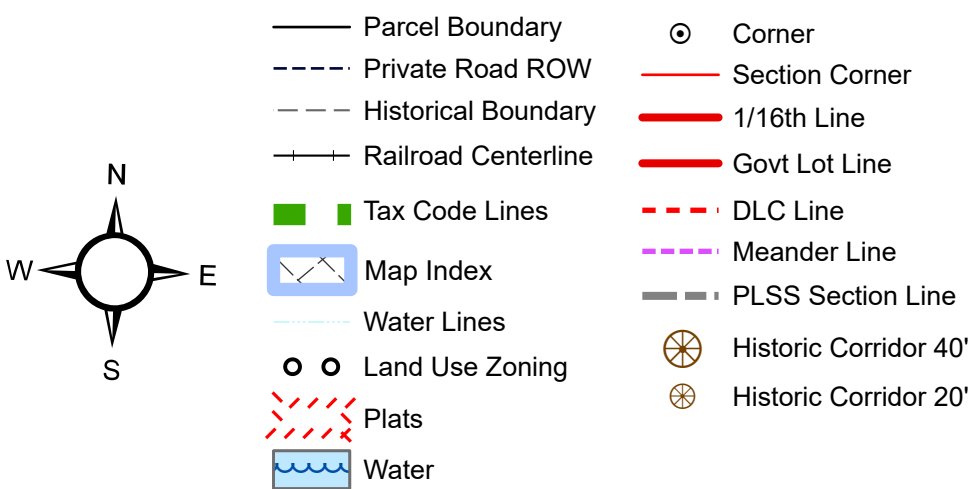 N
W
E
S
Parcel Boundary
Private Road ROW
Historical Boundary
Railroad Centerline
Tax Code Lines
Map Index
Water Lines
Land Use Zoning
Plats
Water
Corner
Section Corner
1/16th Line
Govt Lot Line
DLC Line
Meander Line
PLSS Section Line
Historic Corridor 40'
Historic Corridor 20'